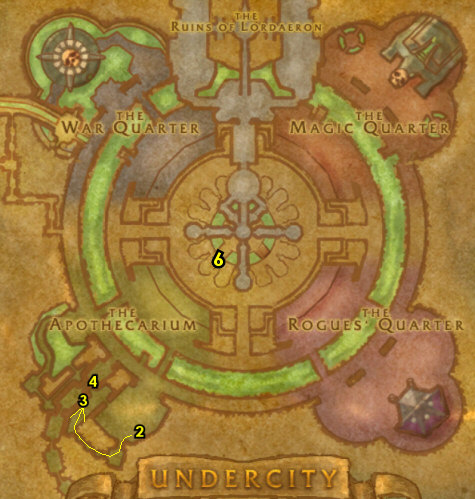 THE
RUINS OF LORDAERON
THE
WAR QUARTER
THE
MAGIC QUARTER
6
THE
APOTHECARIUM
THE
ROGUES' QUARTER
4
3
2
UNDERCITY